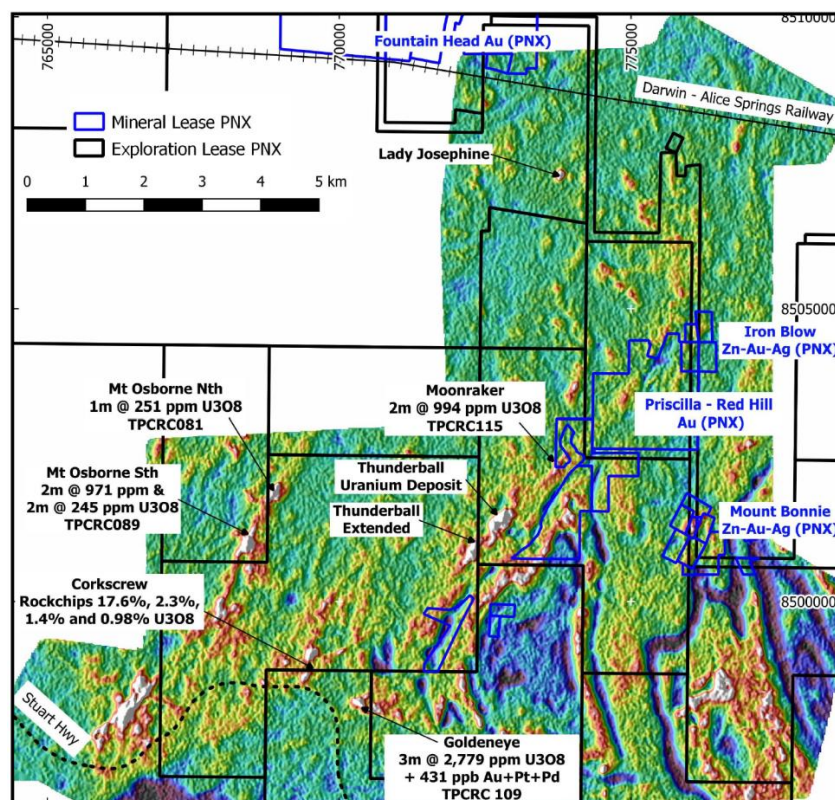 765000
770000
775000
8510000
Fountain Head Au (PNX)
Darwin - Alice Springs Railway
Mineral Lease PNX
Exploration Lease PNX
0 1 2 3 4 5 km
Lady Josephine
8505000
Iron Blow
Zn-Au-Ag (PNX)
Mt Osborne Nth
1m @ 251 ppm U3O8
TPCRC081
Moonraker
2m @ 994 ppm U3O8
TPCRC115
Priscilla - Red Hill
Au (PNX)
Mt Osborne Sth
2m @ 971 ppm &
2m @ 245 ppm U3O8
TPCRC089
Thunderball
Uranium Deposit
Thunderball
Extended
Mount Bonnie
Zn-Au-Ag (PNX)
Corkscrew
Rockchips 17.6%, 2.3%,
1.4% and 0.98% U3O8
8500000
Stuart Hwy
Goldeneye
3m @ 2,779 ppm U3O8
+ 431 ppb Au+Pt+Pd
TPCRC 109